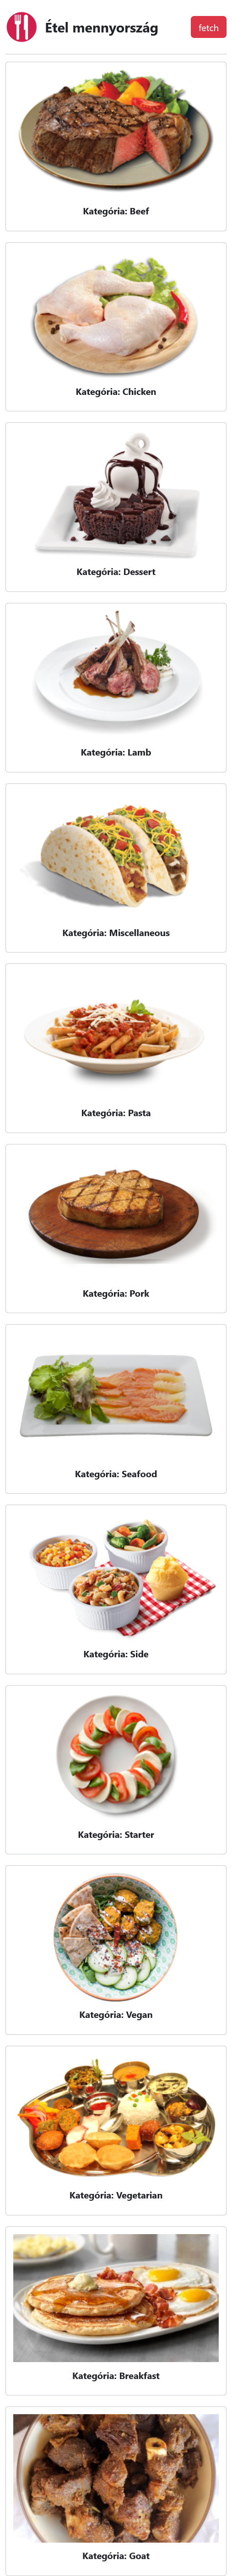 Étel mennyország
fetch
Kategória: Beef
Kategória: Chicken
Kategória: Dessert
Kategória: Lamb
Kategória: Miscellaneous
Kategória: Pasta
Kategória: Pork
Kategória: Seafood
Kategória: Side
Kategória: Starter
Kategória: Vegan
Kategória: Vegetarian
Kategória: Breakfast
Kategória: Goat